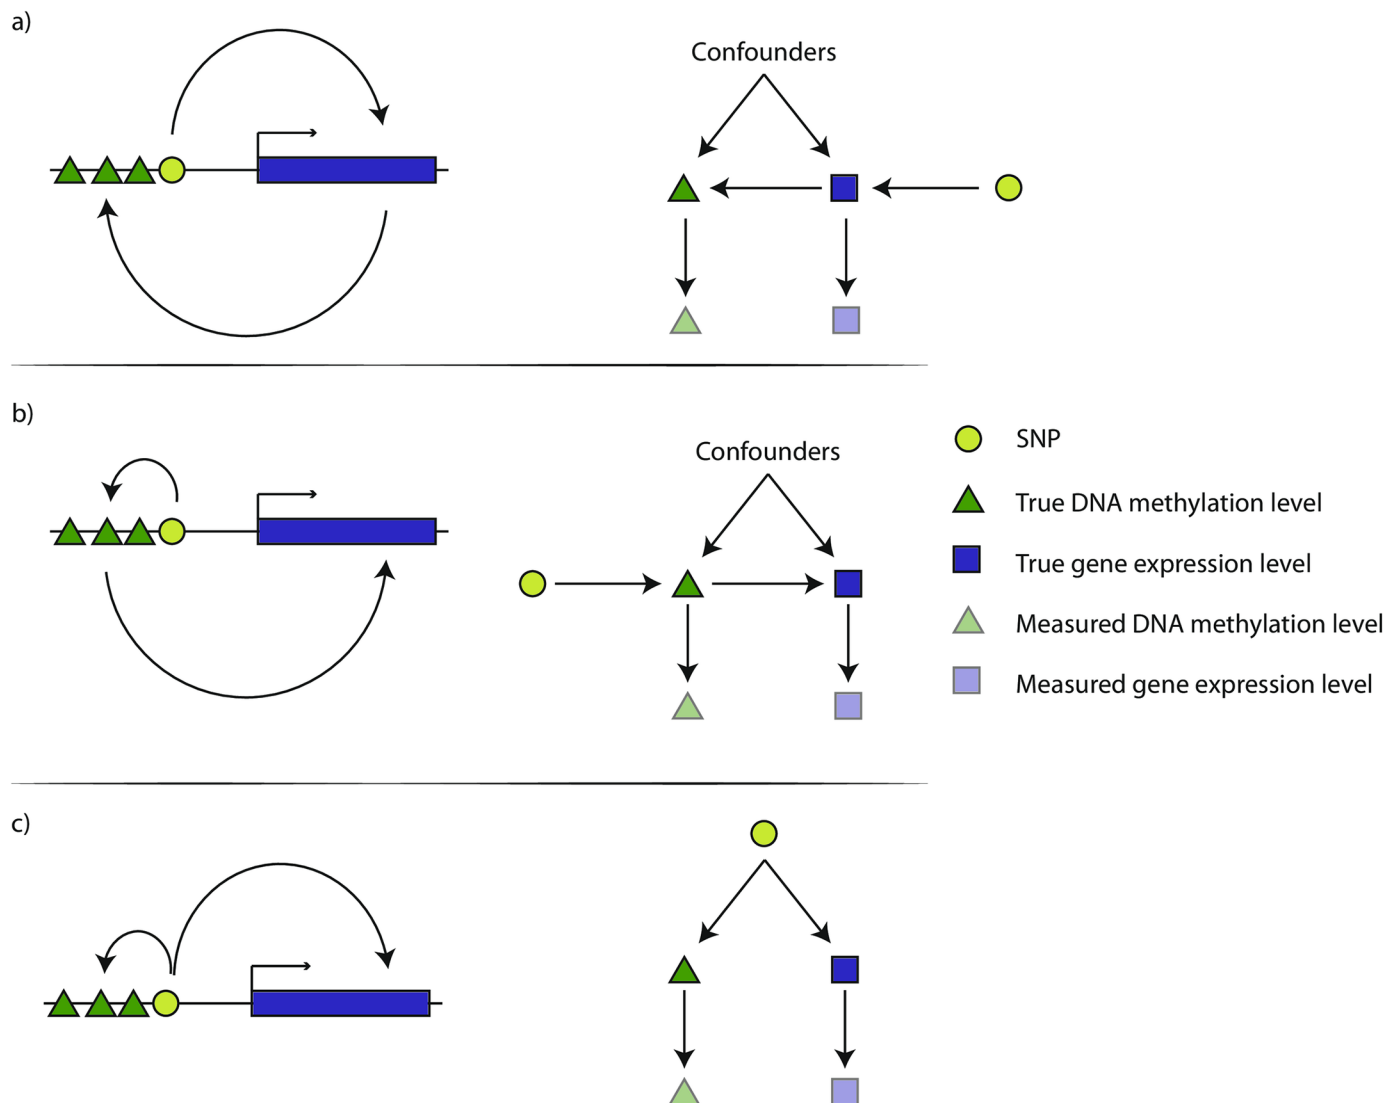 a)
Confounders
b)
Confounders
SNP
True DNA methylation level
True gene expression level
Measured DNA methylation level
Measured gene expression level
c)